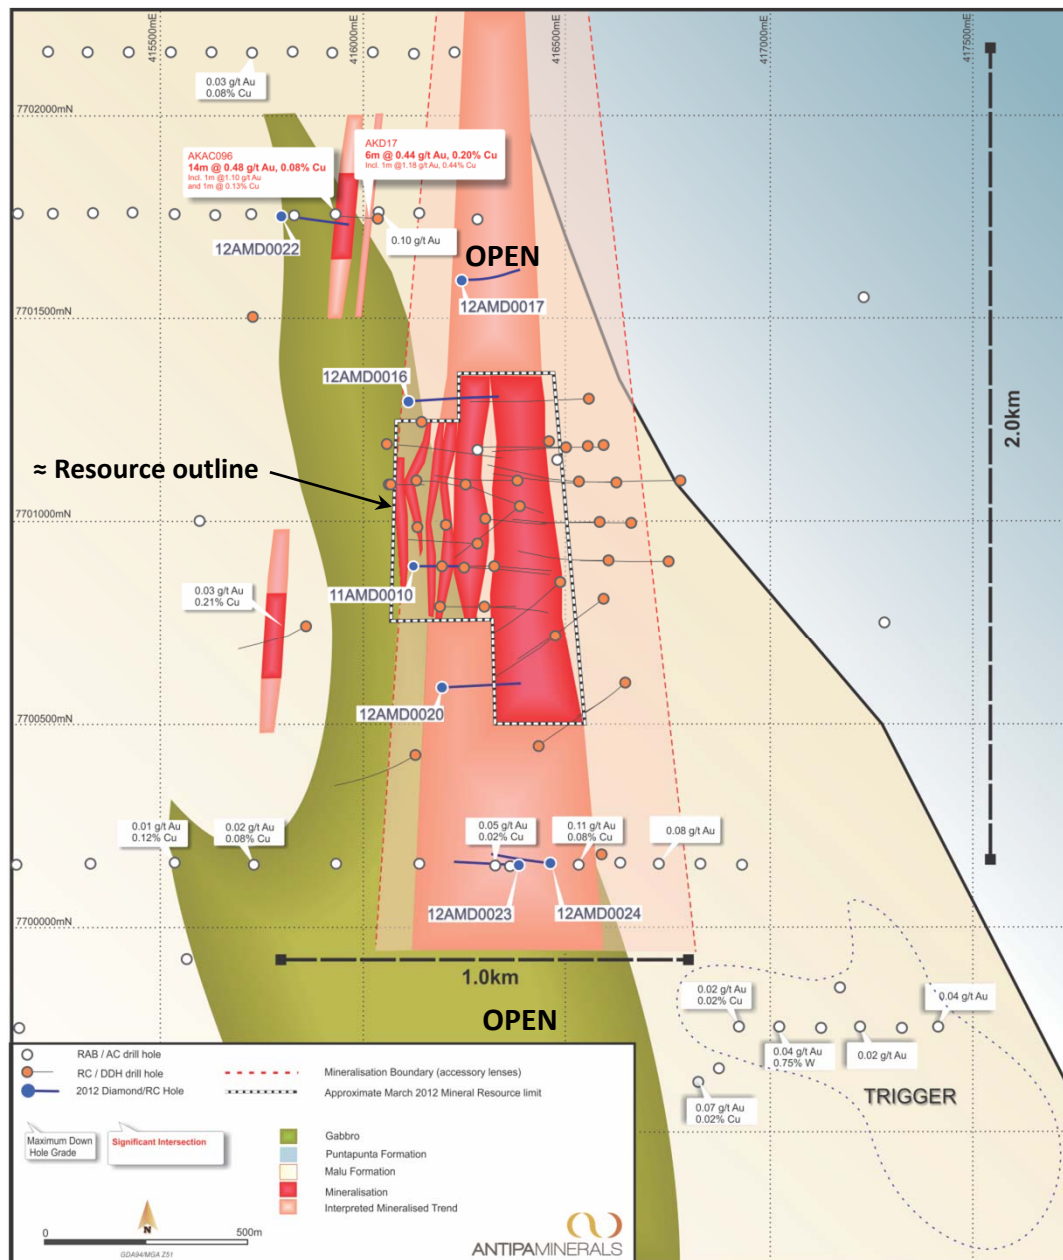 415500mE
416000mE
416500mE
417000mE
417500mE
0.03 g/t Au
0.08% Cu
7702000mN
AKAC096
14m @ 0.48 g/t Au, 0.08% Cu
Incl. 1m @1.10 g/t Au
and 1m @ 0.13% Cu
AKD17
6m @ 0.44 g/t Au, 0.20% Cu
Incl. 1m @1.18 g/t Au, 0.44% Cu
12AMD0022
0.10 g/t Au
OPEN
12AMD0017
7701500mN
12AMD0016
2.0km
≈ Resource outline
7701000mN
0.03 g/t Au
0.21% Cu
11AMD0010
12AMD0020
7700500mN
0.01 g/t Au
0.12% Cu
0.02 g/t Au
0.08% Cu
0.05 g/t Au
0.02% Cu
0.11 g/t Au
0.08% Cu
0.08 g/t Au
12AMD0023
12AMD0024
7700000mN
1.0km
0.02 g/t Au
0.02% Cu
0.04 g/t Au
OPEN
0.04 g/t Au
0.75% W
0.02 g/t Au
TRIGGER
0.07 g/t Au
0.02% Cu
RAB / AC drill hole
RC / DDH drill hole
2012 Diamond/RC Hole
Mineralisation Boundary (accessory lenses)
Approximate March 2012 Mineral Resource limit
Maximum Down
Hole Grade
Significant Intersection
Gabbro
Puntapunta Formation
Malu Formation
Mineralisation
Interpreted Mineralised Trend
N
0
500m
GDA94/MGA Z51
ANTIPAMINERALS